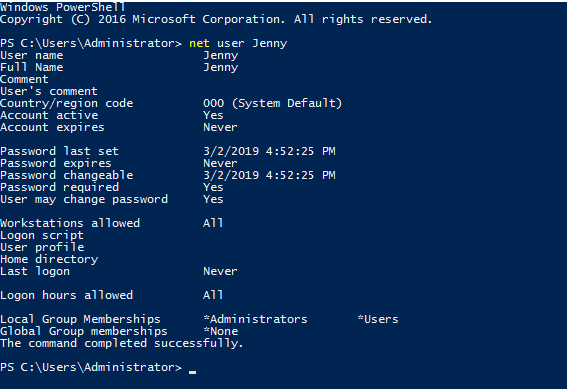 Windows PowerShell
Copyright (C) 2016 Microsoft Corporation. All rights reserved.
PS C:\Users\Administrator> net user Jenny
User name Jenny
Full Name Jenny
Comment
User's comment
Country/region code 000 (System Default)
Account active Yes
Account expires Never
Password last set 3/2/2019 4:52:25 PM
Password expires Never
Password changeable 3/2/2019 4:52:25 PM
Password required Yes
User may change password Yes
Workstations allowed All
Logon script
User profile
Home directory
Last logon Never
Logon hours allowed All
Local Group Memberships *Administrators *Users
Global Group memberships *None
The command completed successfully.
PS C:\Users\Administrator> _